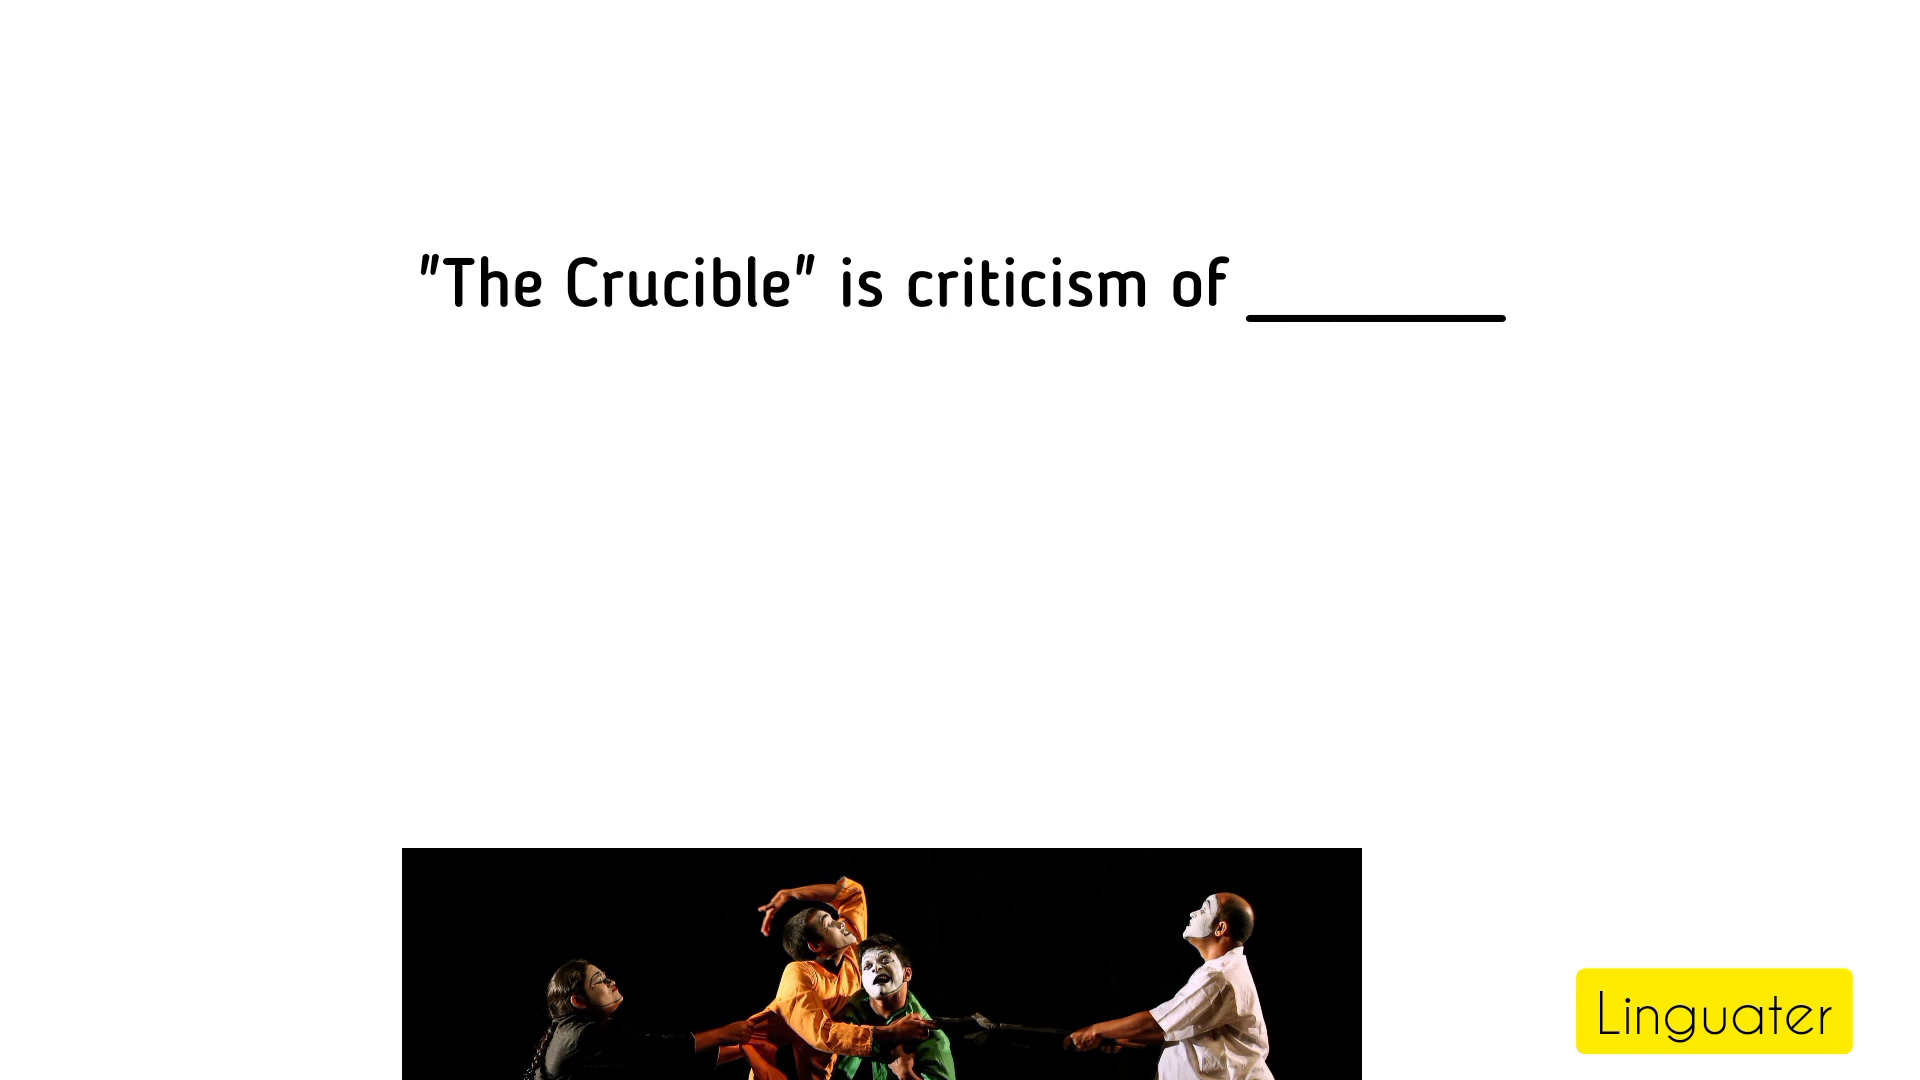 "The Crucible" is criticism of ________
Linguater